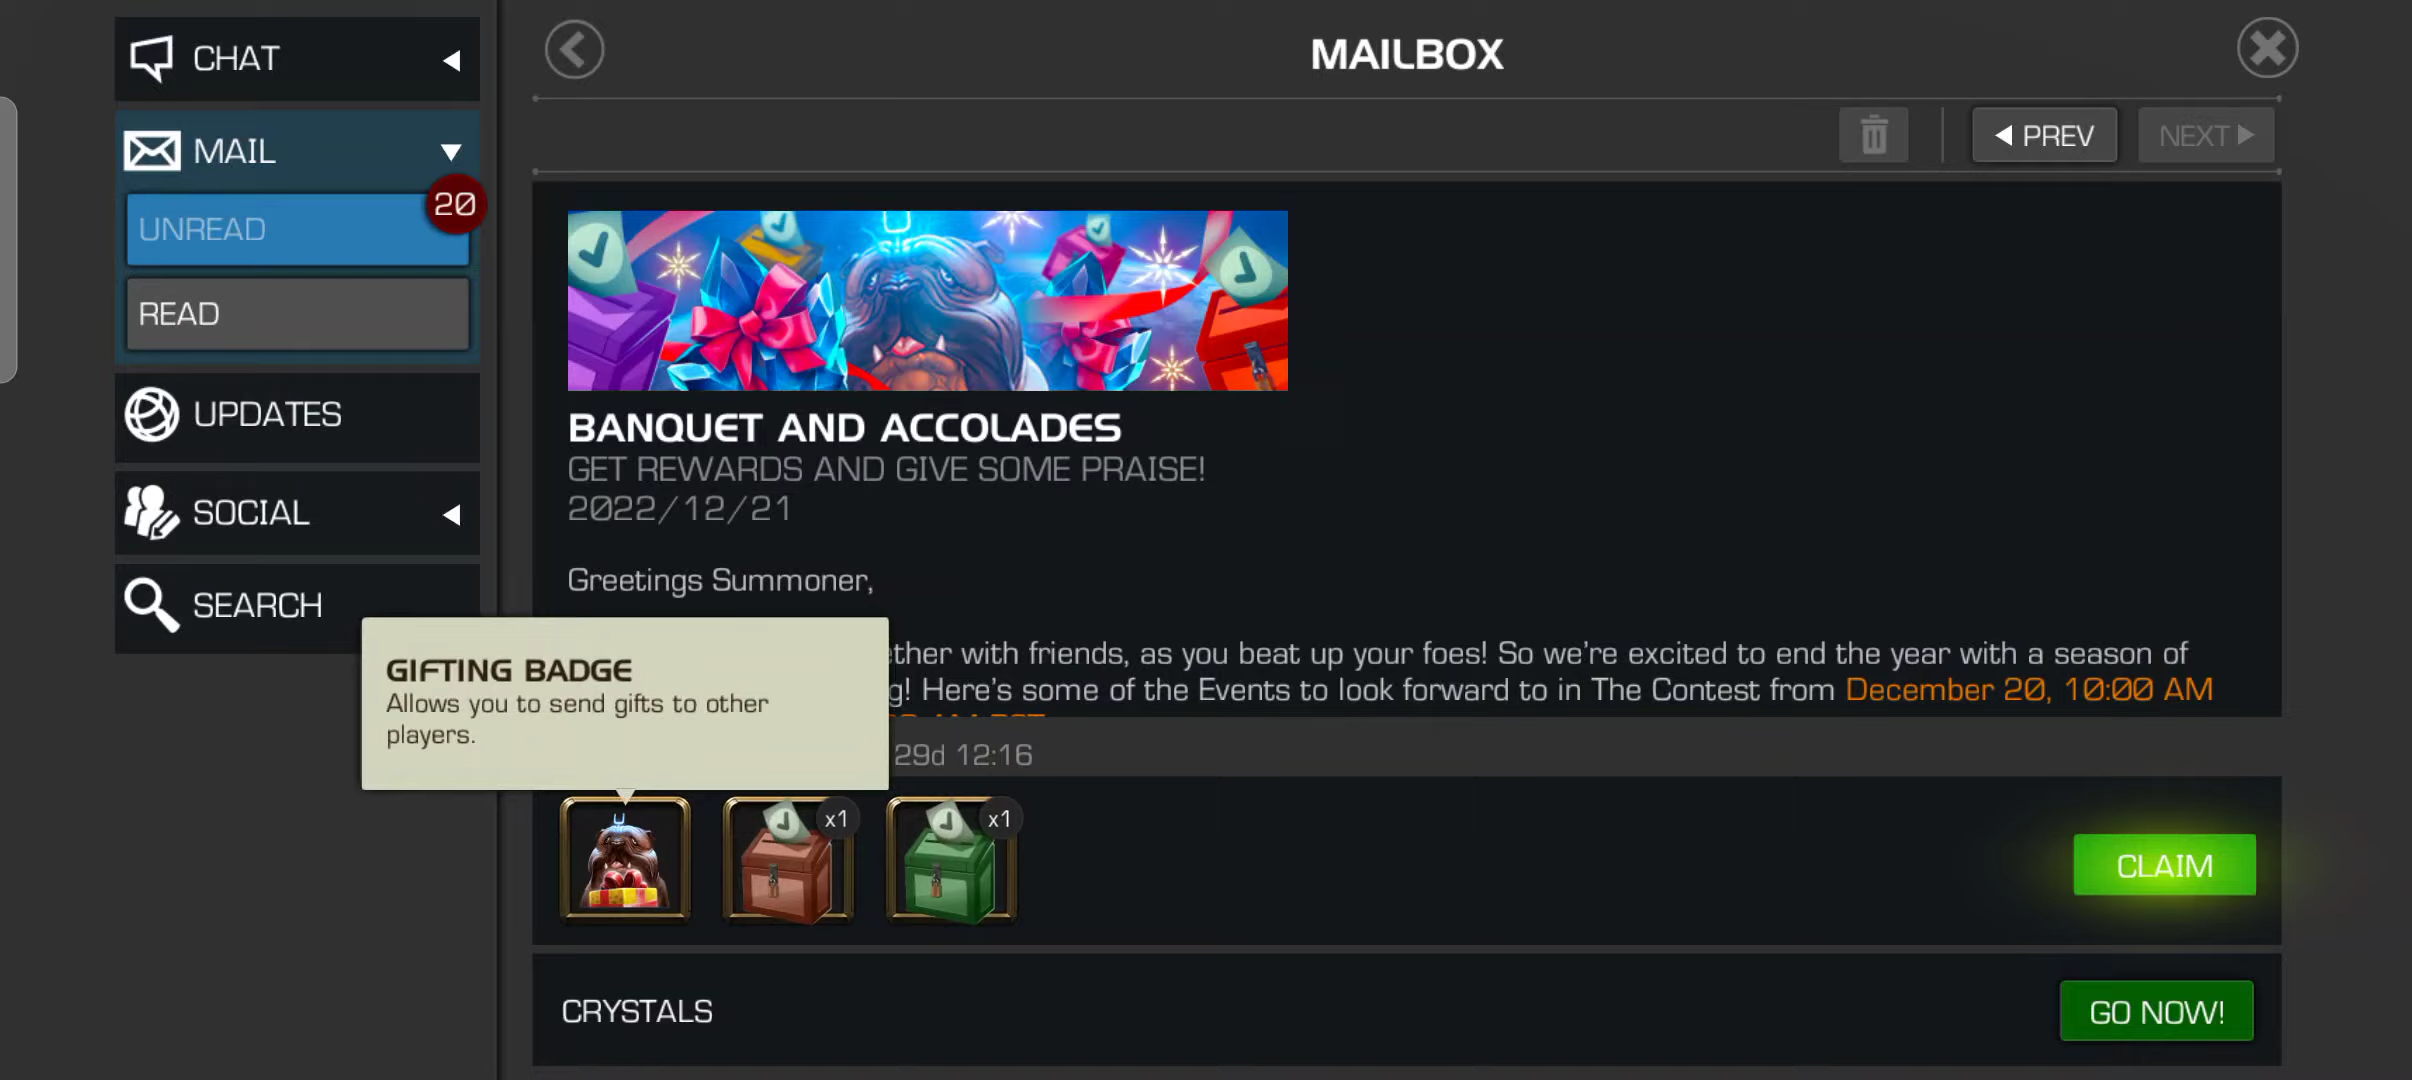 CHAT
MAIL
20
UNREAD
READ
UPDATES
SOCIAL
SEARCH
MAILBOX
PREV
NEXT
BANQUET AND ACCOLADES
GET REWARDS AND GIVE SOME PRAISE!
2022/12/21
Greetings Summoner,
ether with friends, as you beat up your foes! So we're excited to end the year with a season of
g! Here's some of the Events to look forward to in The Contest from December 20, 10:00 AM
GIFTING BADGE
Allows you to send gifts to other
players.
29d 12:16
x1
x1
CLAIM
CRYSTALS
GO NOW!